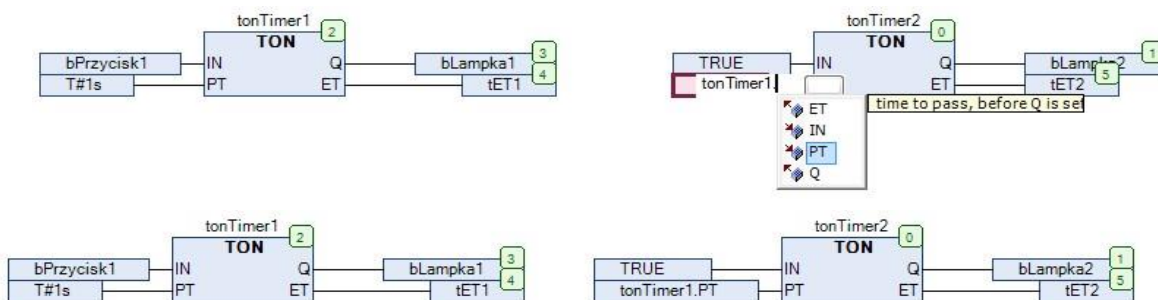 tonTimer1
2
TON
bPrzycisk1
IN
Q
bLampka1
3
T#1s
PT
ET
tET1
4
tonTimer2
0
TON
TRUE
IN
Q
bLampka2
1
tonTimer1.
ET
tET2
5
time to pass, before Q is set
ET
IN
PT
Q
tonTimer1
2
TON
bPrzycisk1
IN
Q
bLampka1
3
T#1s
PT
ET
tET1
4
tonTimer2
0
TON
TRUE
IN
Q
bLampka2
1
tonTimer1.PT
PT
ET
tET2
5